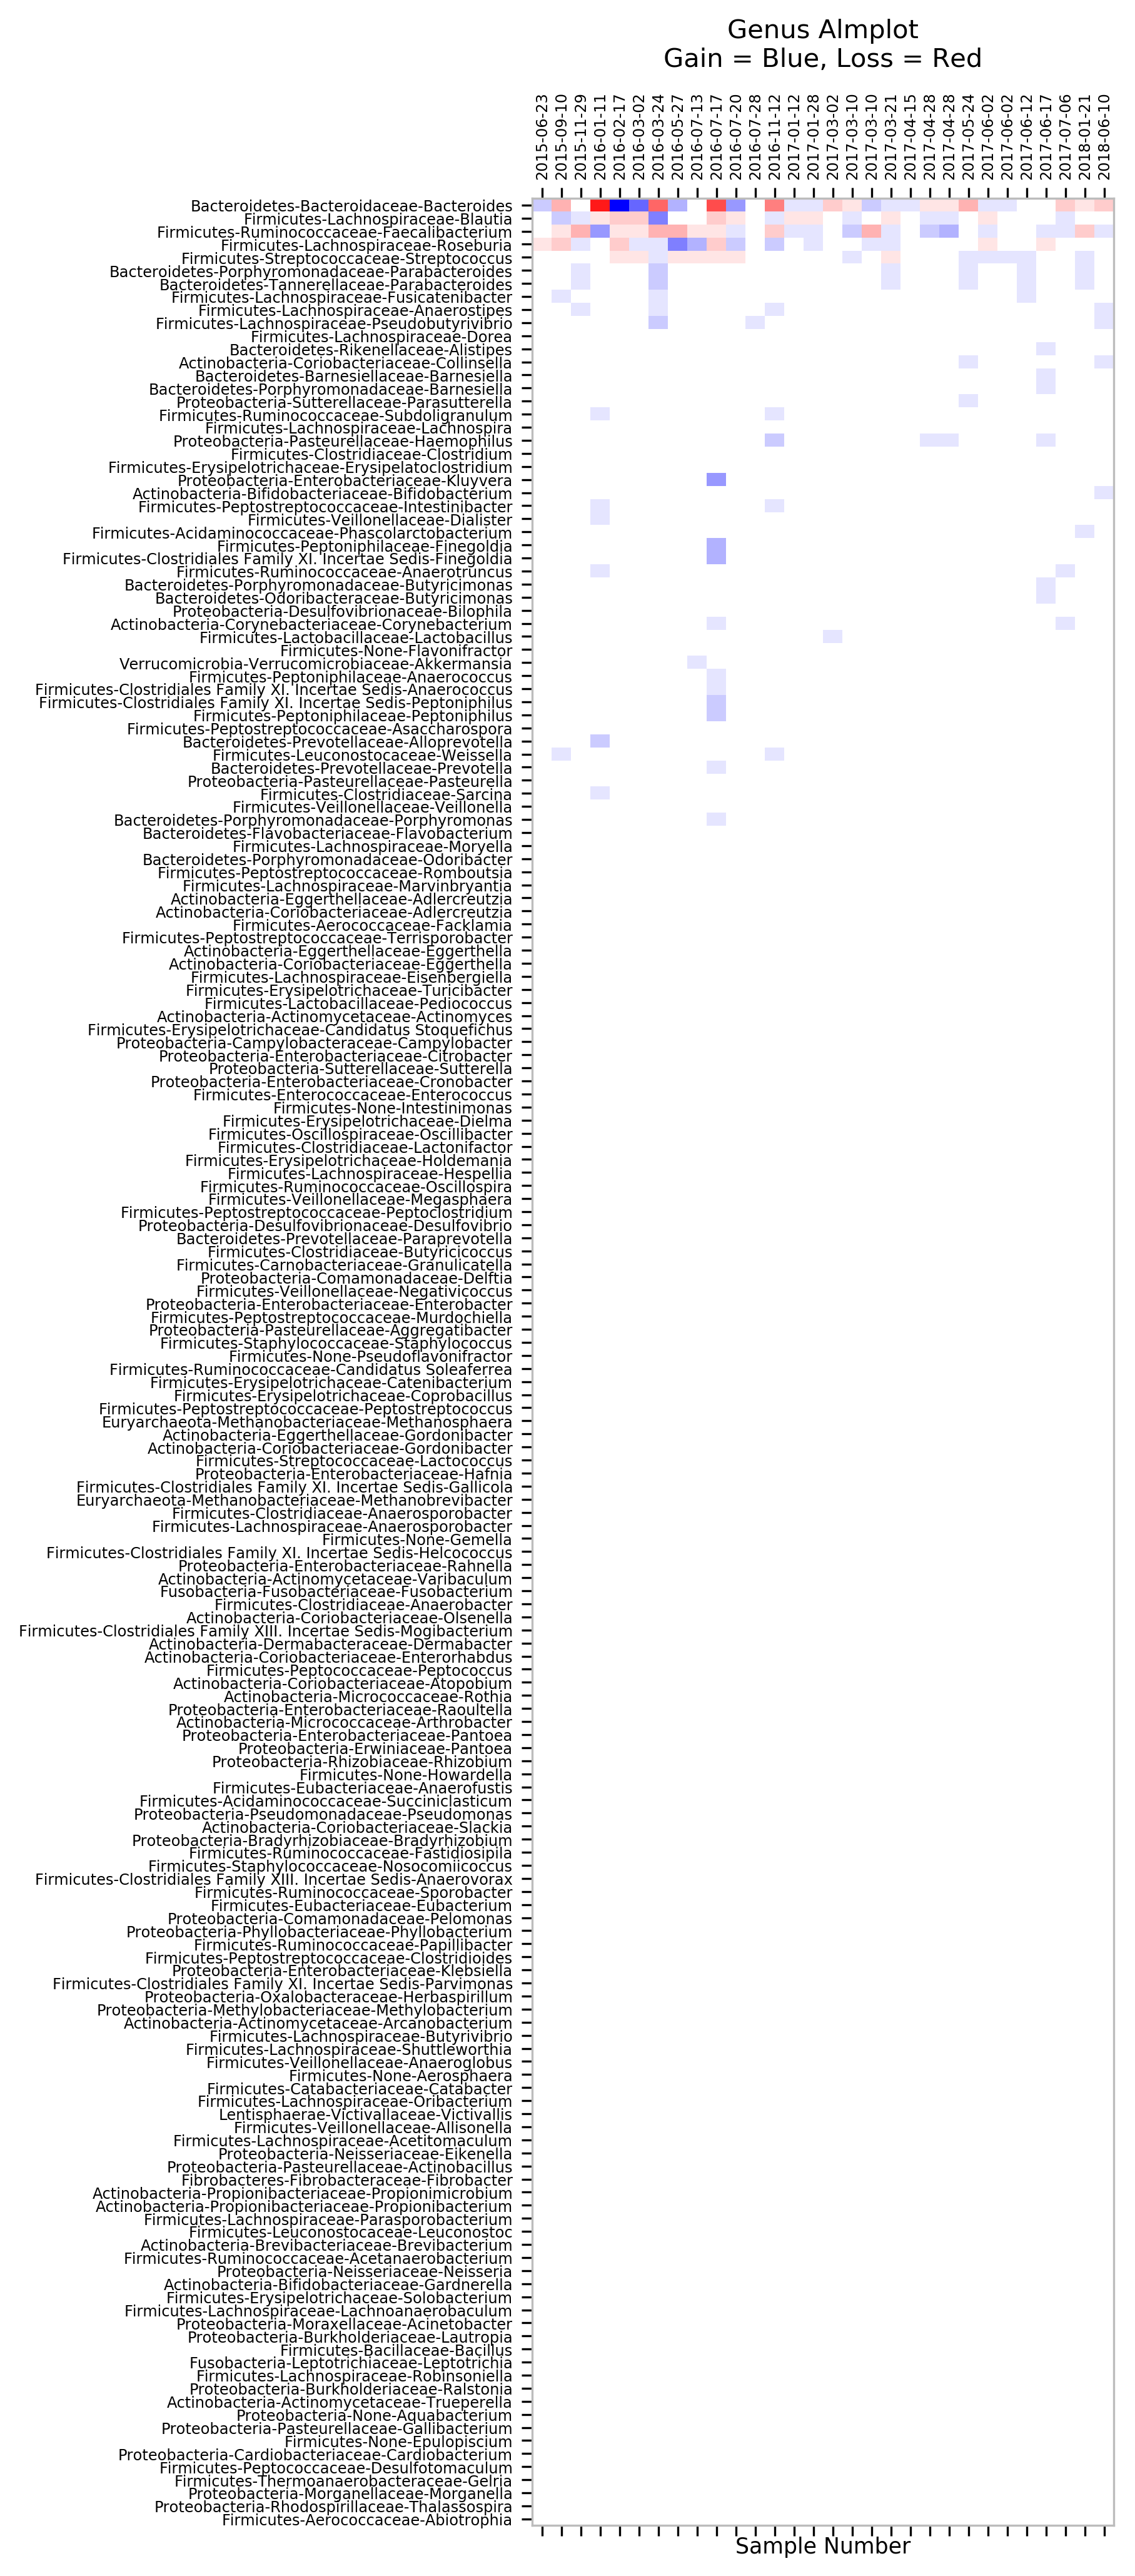 Genus Almplot
Gain = Blue, Loss = Red
2015-06-23
2015-09-10
2015-11-29
2016-01-11
2016-02-17
2016-03-02
2016-03-24
2016-05-27
2016-07-13
2016-07-17
2016-07-20
2016-07-28
2016-11-12
2017-01-12
2017-01-28
2017-03-02
2017-03-10
2017-03-10
2017-03-21
2017-04-15
2017-04-28
2017-04-28
2017-05-24
2017-06-02
2017-06-02
2017-06-12
2017-06-17
2017-07-06
2018-01-21
2018-06-10
Bacteroidetes-Bacteroidaceae-Bacteroides
Firmicutes-Lachnospiraceae-Blautia
Firmicutes-Ruminococcaceae-Faecalibacterium
Firmicutes-Lachnospiraceae-Roseburia
Firmicutes-Streptococcaceae-Streptococcus
Bacteroidetes-Porphyromonadaceae-Parabacteroides
Bacteroidetes-Tannerellaceae-Parabacteroides
Firmicutes-Lachnospiraceae-Fusicatenibacter
Firmicutes-Lachnospiraceae-Anaerostipes
Firmicutes-Lachnospiraceae-Pseudobutyrivibrio
Firmicutes-Lachnospiraceae-Dorea
Bacteroidetes-Rikenellaceae-Alistipes
Actinobacteria-Coriobacteriaceae-Collinsella
Bacteroidetes-Barnesiellaceae-Barnesiella
Bacteroidetes-Porphyromonadaceae-Barnesiella
Proteobacteria-Sutterellaceae-Parasutterella
Firmicutes-Ruminococcaceae-Subdoligranulum
Firmicutes-Lachnospiraceae-Lachnospira
Proteobacteria-Pasteurellaceae-Haemophilus
Firmicutes-Clostridiaceae-Clostridium
Firmicutes-Erysipelotrichaceae-Erysipelatoclostridium
Proteobacteria-Enterobacteriaceae-Kluyvera
Actinobacteria-Bifidobacteriaceae-Bifidobacterium
Firmicutes-Peptostreptococcaceae-Intestinibacter
Firmicutes-Veillonellaceae-Dialister
Firmicutes-Acidaminococcaceae-Phascolarctobacterium
Firmicutes-Peptoniphilaceae-Finegoldia
Firmicutes-Clostridiales Family XI. Incertae Sedis-Finegoldia
Firmicutes-Ruminococcaceae-Anaerotruncus
Bacteroidetes-Porphyromonadaceae-Butyricimonas
Bacteroidetes-Odoribacteraceae-Butyricimonas
Proteobacteria-Desulfovibrionaceae-Bilophila
Actinobacteria-Corynebacteriaceae-Corynebacterium
Firmicutes-Lactobacillaceae-Lactobacillus
Firmicutes-None-Flavonifractor
Verrucomicrobia-Verrucomicrobiaceae-Akkermansia
Firmicutes-Peptoniphilaceae-Anaerococcus
Firmicutes-Clostridiales Family XI. Incertae Sedis-Anaerococcus
Firmicutes-Clostridiales Family XI. Incertae Sedis-Peptoniphilus
Firmicutes-Peptoniphilaceae-Peptoniphilus
Firmicutes-Peptostreptococcaceae-Asaccharospora
Bacteroidetes-Prevotellaceae-Alloprevotella
Firmicutes-Leuconostocaceae-Weissella
Bacteroidetes-Prevotellaceae-Prevotella
Proteobacteria-Pasteurellaceae-Pasteurella
Firmicutes-Clostridiaceae-Sarcina
Firmicutes-Veillonellaceae-Veillonella
Bacteroidetes-Porphyromonadaceae-Porphyromonas
Bacteroidetes-Flavobacteriaceae-Flavobacterium
Firmicutes-Lachnospiraceae-Moryella
Bacteroidetes-Porphyromonadaceae-Odoribacter
Firmicutes-Peptostreptococcaceae-Romboutsia
Firmicutes-Lachnospiraceae-Marvinbryantia
Actinobacteria-Eggerthellaceae-Adlercreutzia
Actinobacteria-Coriobacteriaceae-Adlercreutzia
Firmicutes-Aerococcaceae-Facklamia
Firmicutes-Peptostreptococcaceae-Terrisporobacter
Actinobacteria-Eggerthellaceae-Eggerthella
Actinobacteria-Coriobacteriaceae-Eggerthella
Firmicutes-Lachnospiraceae-Eisenbergiella
Firmicutes-Erysipelotrichaceae-Turicibacter
Firmicutes-Lactobacillaceae-Pediococcus
Actinobacteria-Actinomycetaceae-Actinomyces
Firmicutes-Erysipelotrichaceae-Candidatus Stoquefichus
Proteobacteria-Campylobacteraceae-Campylobacter
Proteobacteria-Enterobacteriaceae-Citrobacter
Proteobacteria-Sutterellaceae-Sutterella
Proteobacteria-Enterobacteriaceae-Cronobacter
Firmicutes-Enterococcaceae-Enterococcus
Firmicutes-None-Intestinimonas
Firmicutes-Erysipelotrichaceae-Dielma
Firmicutes-Oscillospiraceae-Oscillibacter
Firmicutes-Clostridiaceae-Lactonifactor
Firmicutes-Erysipelotrichaceae-Holdemania
Firmicutes-Lachnospiraceae-Hespellia
Firmicutes-Ruminococcaceae-Oscillospira
Firmicutes-Veillonellaceae-Megasphaera
Firmicutes-Peptostreptococcaceae-Peptoclostridium
Proteobacteria-Desulfovibrionaceae-Desulfovibrio
Bacteroidetes-Prevotellaceae-Paraprevotella
Firmicutes-Clostridiaceae-Butyricicoccus
Firmicutes-Carnobacteriaceae-Granulicatella
Proteobacteria-Comamonadaceae-Delftia
Firmicutes-Veillonellaceae-Negativicoccus
Proteobacteria-Enterobacteriaceae-Enterobacter
Firmicutes-Peptostreptococcaceae-Murdochiella
Proteobacteria-Pasteurellaceae-Aggregatibacter
Firmicutes-Staphylococcaceae-Staphylococcus
Firmicutes-None-Pseudoflavonifractor
Firmicutes-Ruminococcaceae-Candidatus Soleaferrea
Firmicutes-Erysipelotrichaceae-Catenibacterium
Firmicutes-Erysipelotrichaceae-Coprobacillus
Firmicutes-Peptostreptococcaceae-Peptostreptococcus
Euryarchaeota-Methanobacteriaceae-Methanosphaera
Actinobacteria-Eggerthellaceae-Gordonibacter
Actinobacteria-Coriobacteriaceae-Gordonibacter
Firmicutes-Streptococcaceae-Lactococcus
Proteobacteria-Enterobacteriaceae-Hafnia
Firmicutes-Clostridiales Family XI. Incertae Sedis-Gallicola
Euryarchaeota-Methanobacteriaceae-Methanobrevibacter
Firmicutes-Clostridiaceae-Anaerosporobacter
Firmicutes-Lachnospiraceae-Anaerosporobacter
Firmicutes-None-Gemella
Firmicutes-Clostridiales Family XI. Incertae Sedis-Helcococcus
Proteobacteria-Enterobacteriaceae-Rahnella
Actinobacteria-Actinomycetaceae-Varibaculum
Fusobacteria-Fusobacteriaceae-Fusobacterium
Firmicutes-Clostridiaceae-Anaerobacter
Actinobacteria-Coriobacteriaceae-Olsenella
Firmicutes-Clostridiales Family XIII. Incertae Sedis-Mogibacterium
Actinobacteria-Dermabacteraceae-Dermabacter
Actinobacteria-Coriobacteriaceae-Enterorhabdus
Firmicutes-Peptococcaceae-Peptococcus
Actinobacteria-Coriobacteriaceae-Atopobium
Actinobacteria-Micrococcaceae-Rothia
Proteobacteria-Enterobacteriaceae-Raoultella
Actinobacteria-Micrococcaceae-Arthrobacter
Proteobacteria-Enterobacteriaceae-Pantoea
Proteobacteria-Erwiniaceae-Pantoea
Proteobacteria-Rhizobiaceae-Rhizobium
Firmicutes-None-Howardella
Firmicutes-Eubacteriaceae-Anaerofustis
Firmicutes-Acidaminococcaceae-Succiniclasticum
Proteobacteria-Pseudomonadaceae-Pseudomonas
Actinobacteria-Coriobacteriaceae-Slackia
Proteobacteria-Bradyrhizobiaceae-Bradyrhizobium
Firmicutes-Ruminococcaceae-Fastidiosipila
Firmicutes-Staphylococcaceae-Nosocomiicoccus
Firmicutes-Clostridiales Family XIII. Incertae Sedis-Anaerovorax
Firmicutes-Ruminococcaceae-Sporobacter
Firmicutes-Eubacteriaceae-Eubacterium
Proteobacteria-Comamonadaceae-Pelomonas
Proteobacteria-Phyllobacteriaceae-Phyllobacterium
Firmicutes-Ruminococcaceae-Papillibacter
Firmicutes-Peptostreptococcaceae-Clostridioides
Proteobacteria-Enterobacteriaceae-Klebsiella
Firmicutes-Clostridiales Family XI. Incertae Sedis-Parvimonas
Proteobacteria-Oxalobacteraceae-Herbaspirillum
Proteobacteria-Methylobacteriaceae-Methylobacterium
Actinobacteria-Actinomycetaceae-Arcanobacterium
Firmicutes-Lachnospiraceae-Butyrivibrio
Firmicutes-Lachnospiraceae-Shuttleworthia
Firmicutes-Veillonellaceae-Anaeroglobus
Firmicutes-None-Aerosphaera
Firmicutes-Catabacteriaceae-Catabacter
Firmicutes-Lachnospiraceae-Oribacterium
Lentisphaerae-Victivallaceae-Victivallis
Firmicutes-Veillonellaceae-Allisonella
Firmicutes-Lachnospiraceae-Acetitomaculum
Proteobacteria-Neisseriaceae-Eikenella
Proteobacteria-Pasteurellaceae-Actinobacillus
Fibrobacteres-Fibrobacteraceae-Fibrobacter
Actinobacteria-Propionibacteriaceae-Propionimicrobium
Actinobacteria-Propionibacteriaceae-Propionibacterium
Firmicutes-Lachnospiraceae-Parasporobacterium
Firmicutes-Leuconostocaceae-Leuconostoc
Actinobacteria-Brevibacteriaceae-Brevibacterium
Firmicutes-Ruminococcaceae-Acetanaerobacterium
Proteobacteria-Neisseriaceae-Neisseria
Actinobacteria-Bifidobacteriaceae-Gardnerella
Firmicutes-Erysipelotrichaceae-Solobacterium
Firmicutes-Lachnospiraceae-Lachnoanaerobaculum
Proteobacteria-Moraxellaceae-Acinetobacter
Proteobacteria-Burkholderiaceae-Lautropia
Firmicutes-Bacillaceae-Bacillus
Fusobacteria-Leptotrichiaceae-Leptotrichia
Firmicutes-Lachnospiraceae-Robinsoniella
Proteobacteria-Burkholderiaceae-Ralstonia
Actinobacteria-Actinomycetaceae-Trueperella
Proteobacteria-None-Aquabacterium
Proteobacteria-Pasteurellaceae-Gallibacterium
Firmicutes-None-Epulopiscium
Proteobacteria-Cardiobacteriaceae-Cardiobacterium
Firmicutes-Peptococcaceae-Desulfotomaculum
Firmicutes-Thermoanaerobacteraceae-Gelria
Proteobacteria-Morganellaceae-Morganella
Proteobacteria-Rhodospirillaceae-Thalassospira
Firmicutes-Aerococcaceae-Abiotrophia
Sample Number